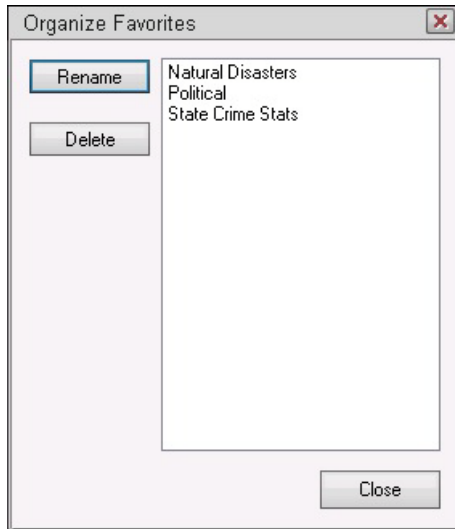 Organize Favorites
Rename
Delete
Natural Disasters
Political
State Crime Stats
Close